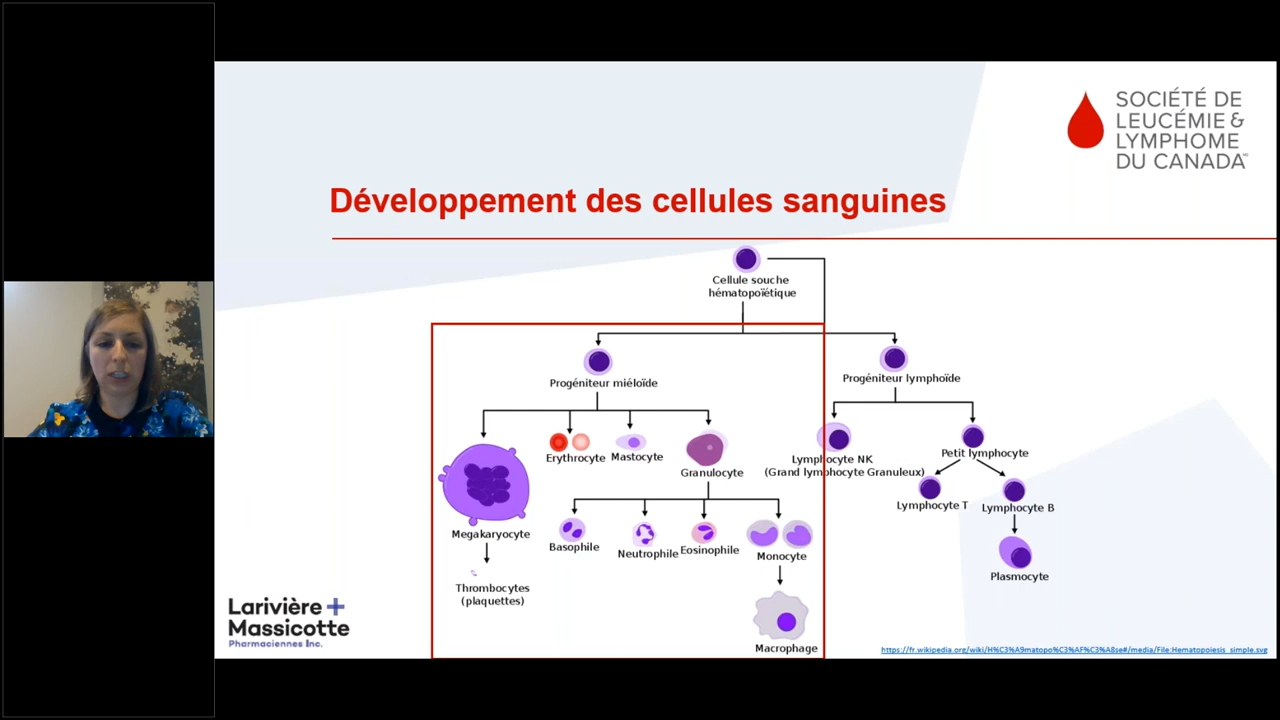 SOCIÉTÉ DE
LEUCÉMIE &
LYMPHOME
DU CANADA
Développement des cellules sanguines
Cellule souche
hématopoïétique
Progéniteur miéloïde
Progéniteur lymphoïde
Erythrocyte
Mastocyte
Granulocyte
Lymphocyte NK
(Grand lymphocyte Granuleux)
Petit lymphocyte
Lymphocyte T
Lymphocyte B
Megakaryocyte
Basophile
Neutrophile
Eosinophile
Monocyte
Plasmocyte
Thrombocytes
(plaquettes)
Macrophage
Larivière +
Massicotte
Pharmaciennes Inc.
https://fr.wikipedia.org/wiki/H%C3%A9matopo%C3%AF%C3%A8se#/media/File:Hematopoiesis_simple.svg